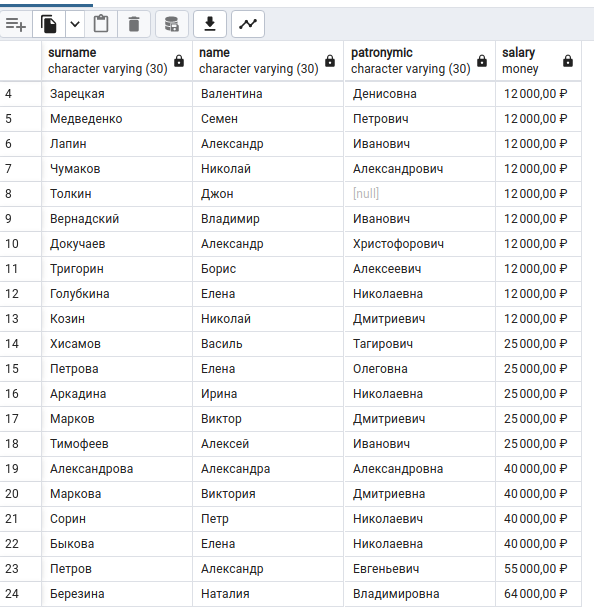 surname name patronymic salary
character varying (30) character varying (30) character varying (30) money
4 Зарецкая Валентина Денисовна 12 000,00 ₽
5 Медведенко Семен Петрович 12 000,00 ₽
6 Лапин Александр Иванович 12 000,00 ₽
7 Чумаков Николай Александрович 12 000,00 ₽
8 Толкин Джон [null] 12 000,00 ₽
9 Вернадский Владимир Иванович 12 000,00 ₽
10 Докучаев Александр Христофорович 12 000,00 ₽
11 Тригорин Борис Алексеевич 12 000,00 ₽
12 Голубкина Елена Николаевна 12 000,00 ₽
13 Козин Николай Дмитриевич 12 000,00 ₽
14 Хисамов Василь Тагирович 25 000,00 ₽
15 Петрова Елена Олеговна 25 000,00 ₽
16 Аркадина Ирина Николаевна 25 000,00 ₽
17 Марков Виктор Дмитриевич 25 000,00 ₽
18 Тимофеев Алексей Иванович 25 000,00 ₽
19 Александрова Александра Александровна 40 000,00 ₽
20 Маркова Виктория Дмитриевна 40 000,00 ₽
21 Сорин Петр Николаевич 40 000,00 ₽
22 Быкова Елена Николаевна 40 000,00 ₽
23 Петров Александр Евгеньевич 55 000,00 ₽
24 Березина Наталия Владимировна 64 000,00 ₽